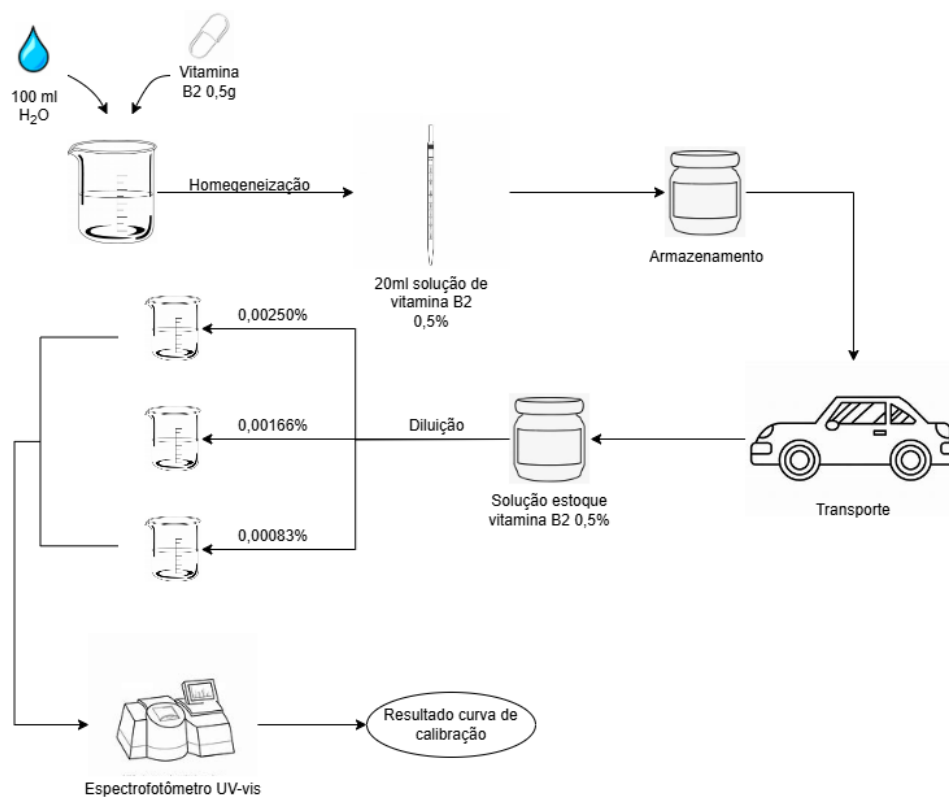 100 ml
H₂O
Vitamina
B2 0,5g
Homegeneização
20ml solução de
vitamina B2
0,5%
Armazenamento
Transporte
Solução estoque
vitamina B2 0,5%
Diluição
0,00250%
0,00166%
0,00083%
Espectrofotômetro UV-vis
Resultado curva de
calibração